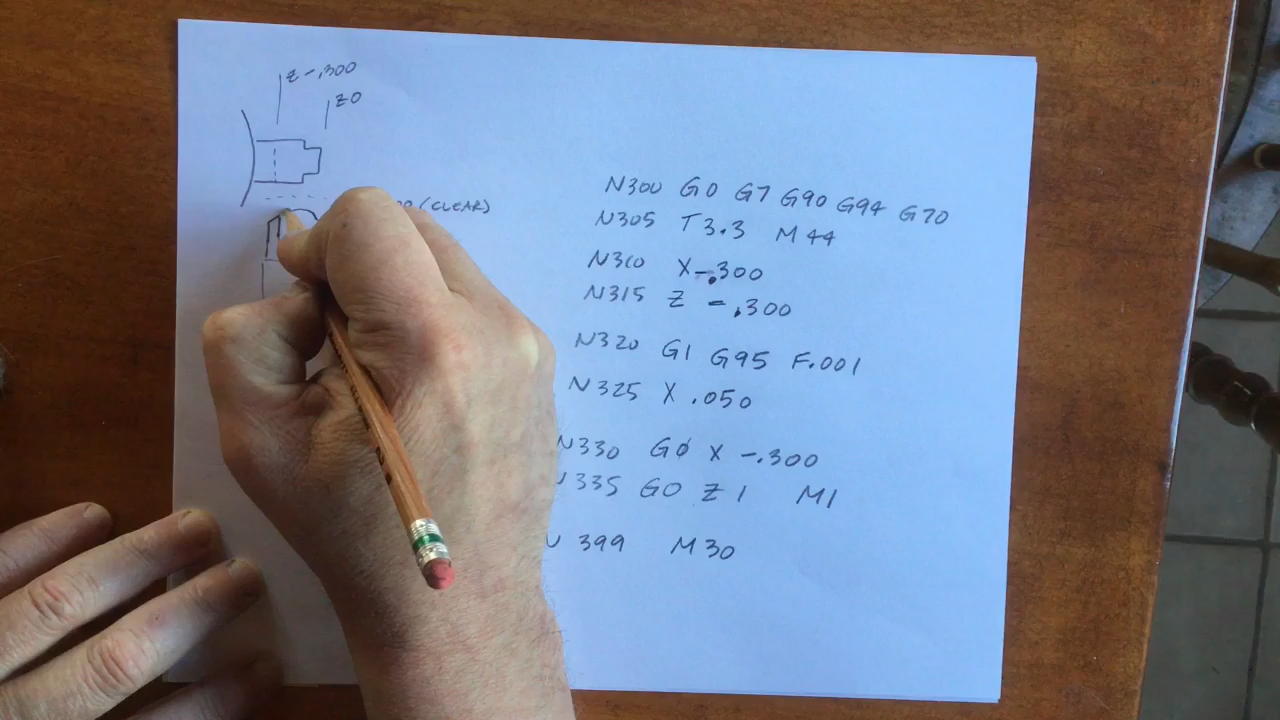 Z -.300
Z0
(CLEAR)
N300 G0 G7 G90 G94 G70
N305 T3.3 M44
N310 X-.300
N315 Z -.300
N320 G1 G95 F.001
N325 X .050
N330 G0 X -.300
N335 G0 Z 1 M1
N 399 M30